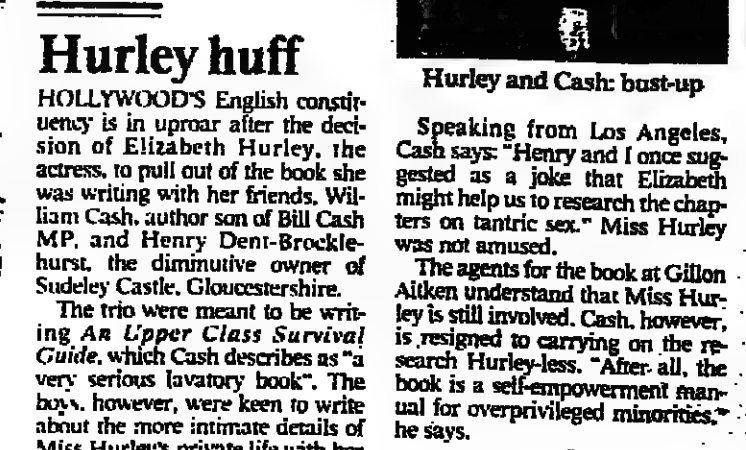 Hurley huff
HOLLYWOOD'S English constit-
uency is in uproar after the deci-
sion of Elizabeth Hurley, the
actress, to pull out of the book she
was writing with her friends, Wil-
liam Cash, author son of Bill Cash
MP, and Henry Dent-Brockle-
hurst, the diminutive owner of
Sudeley Castle, Gloucestershire.
The trio were meant to be writ-
ing An Upper Class Survival
Guide, which Cash describes as "a
very serious lavatory book". The
boys, however, were keen to write
about the more intimate details of
Miss Hurley's private life with her
Hurley and Cash: bust-up
Speaking from Los Angeles,
Cash says: "Henry and I once sug-
gested as a joke that Elizabeth
might help us to research the chap-
ters on tantric sex." Miss Hurley
was not amused.
The agents for the book at Gillon
Aitken understand that Miss Hur-
ley is still involved. Cash, however,
is resigned to carrying on the re-
search Hurley-less. "After all, the
book is a self-empowerment man-
ual for overprivileged minorities,"
he says.